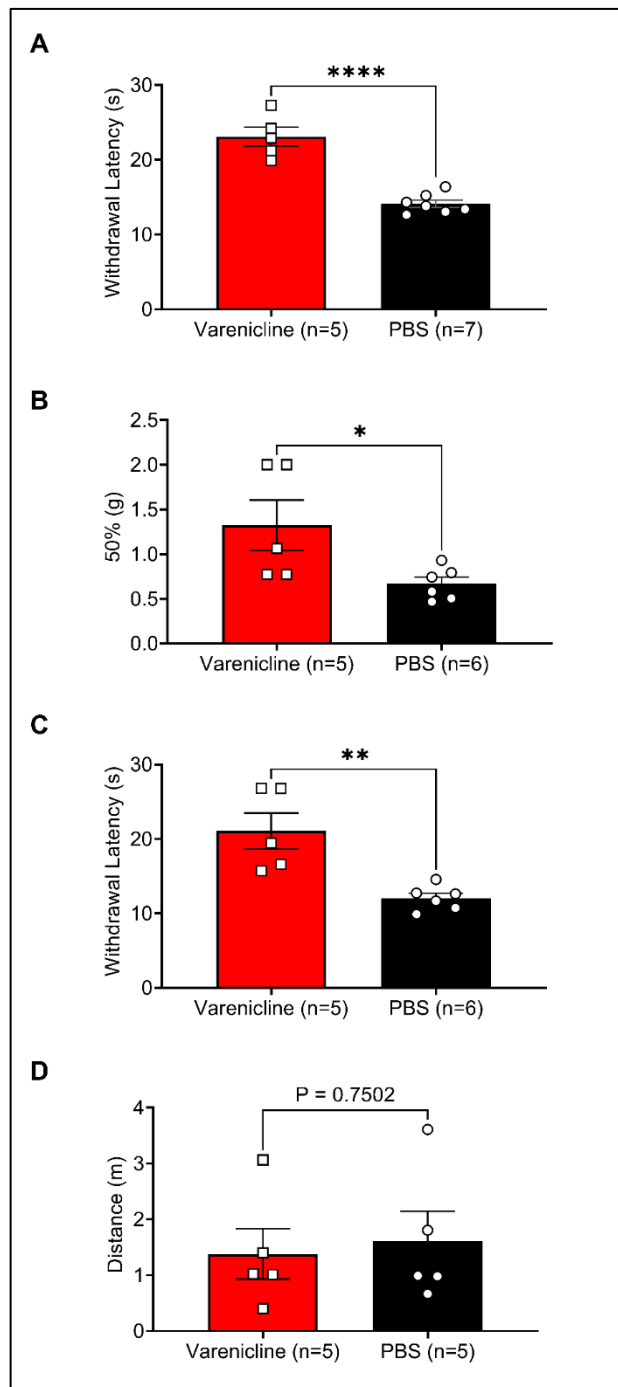 A
****
Withdrawal Latency (s)
30
20
10
0
Varenicline (n=5) PBS (n=7)
B
*
50% (g)
2.5
2.0
1.5
1.0
0.5
0.0
Varenicline (n=5) PBS (n=6)
C
**
Withdrawal Latency (s)
30
20
10
0
Varenicline (n=5) PBS (n=6)
D
P = 0.7502
Distance (m)
4
3
2
1
0
Varenicline (n=5) PBS (n=5)